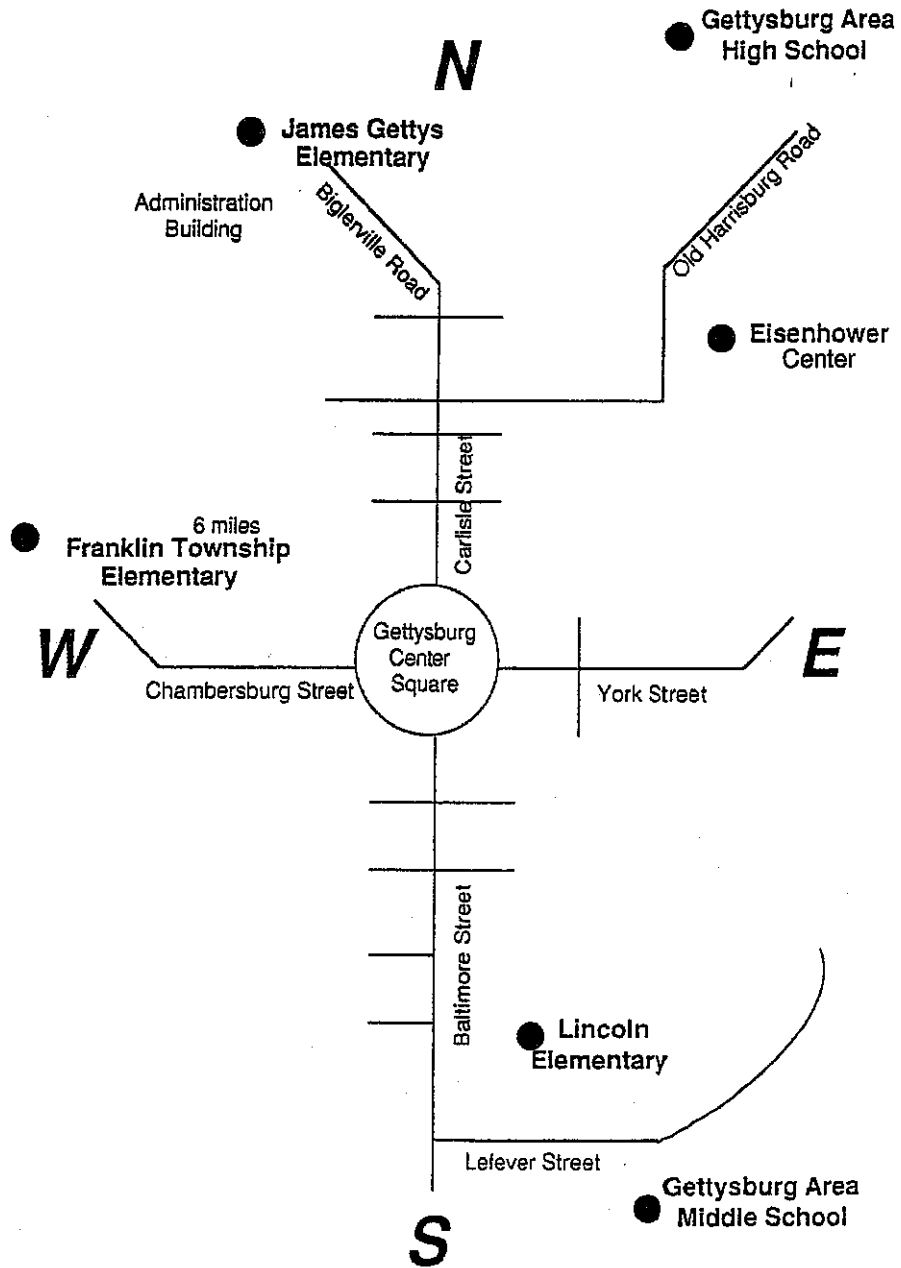 Gettysburg Area
High School
N
James Gettys
Elementary
Administration
Building
Biglerville Road
Old Harrisburg Road
Eisenhower
Center
Carlisle Street
6 miles
Franklin Township
Elementary
W
Gettysburg
Center
Square
E
Chambersburg Street
York Street
Baltimore Street
Lincoln
Elementary
Lefever Street
Gettysburg Area
Middle School
S